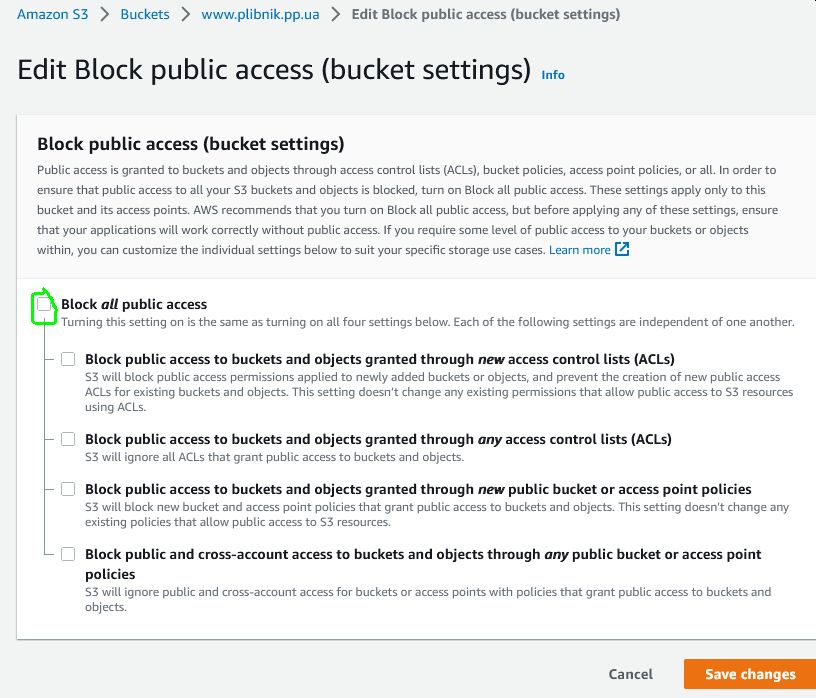 Amazon S3 > Buckets > www.plibnik.pp.ua > Edit Block public access (bucket settings)
Edit Block public access (bucket settings) Info
Block public access (bucket settings)
Public access is granted to buckets and objects through access control lists (ACLs), bucket policies, access point policies, or all. In order to
ensure that public access to all your S3 buckets and objects is blocked, turn on Block all public access. These settings apply only to this
bucket and its access points. AWS recommends that you turn on Block all public access, but before applying any of these settings, ensure
that your applications will work correctly without public access. If you require some level of public access to your buckets or objects
within, you can customize the individual settings below to suit your specific storage use cases. Learn more
Block all public access
Turning this setting on is the same as turning on all four settings below. Each of the following settings are independent of one another.
Block public access to buckets and objects granted through new access control lists (ACLs)
S3 will block public access permissions applied to newly added buckets or objects, and prevent the creation of new public access
ACLs for existing buckets and objects. This setting doesn't change any existing permissions that allow public access to S3 resources
using ACLs.
Block public access to buckets and objects granted through any access control lists (ACLs)
S3 will ignore all ACLs that grant public access to buckets and objects.
Block public access to buckets and objects granted through new public bucket or access point policies
S3 will block new bucket and access point policies that grant public access to buckets and objects. This setting doesn't change any
existing policies that allow public access to S3 resources.
Block public and cross-account access to buckets and objects through any public bucket or access point
policies
S3 will ignore public and cross-account access for buckets or access points with policies that grant public access to buckets and
objects.
Cancel Save changes